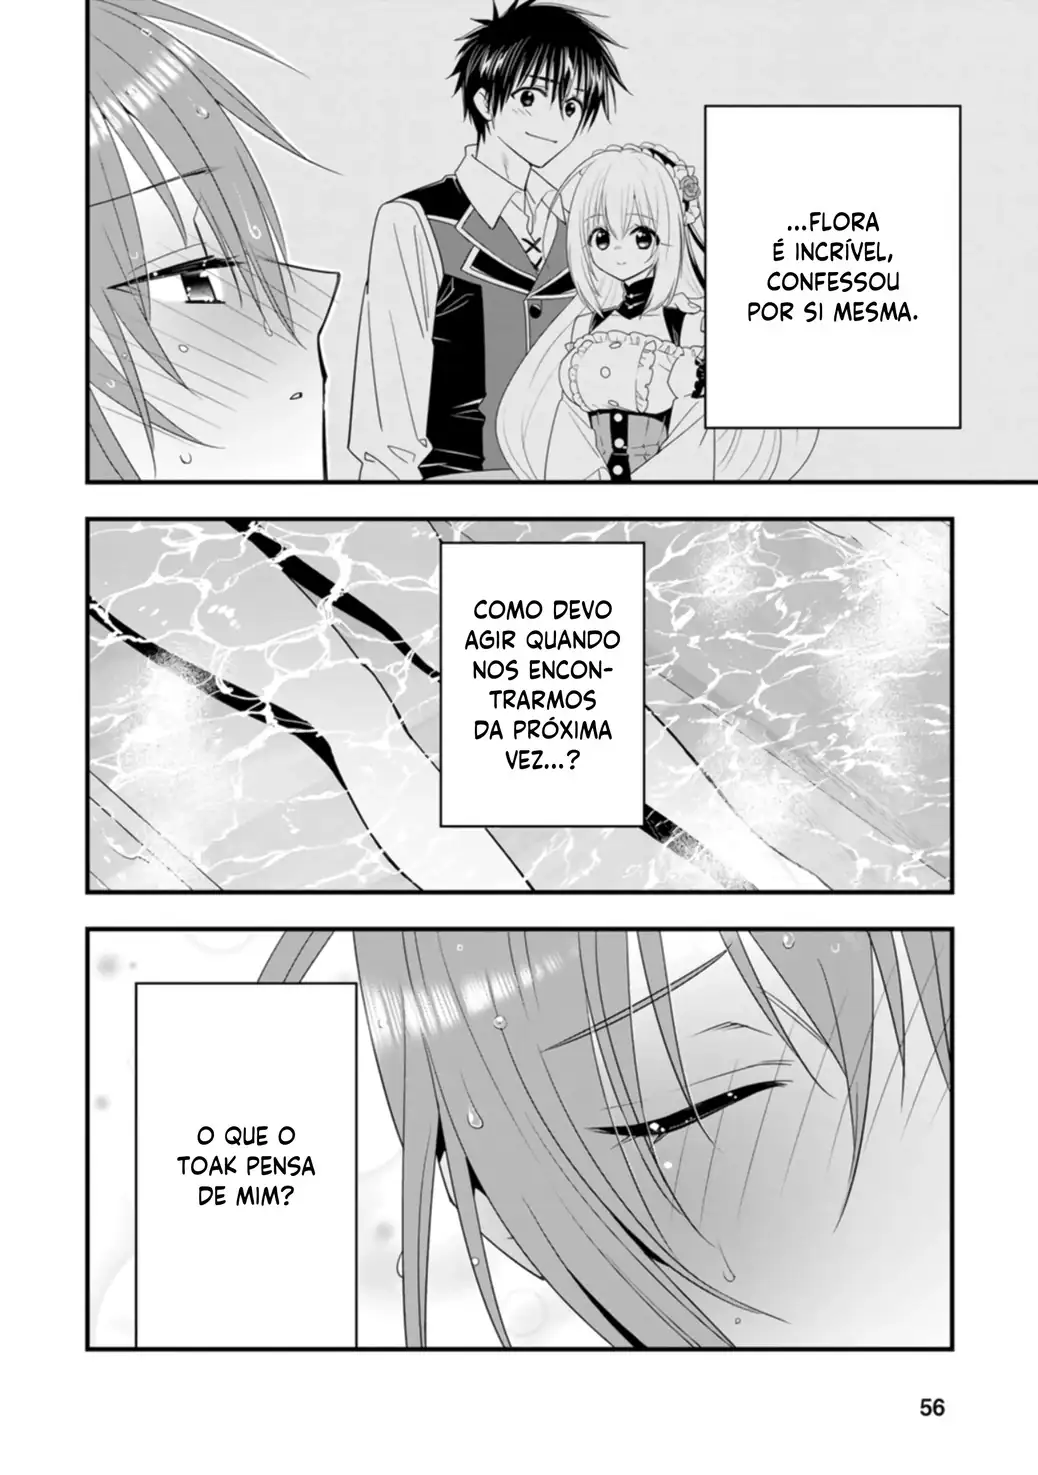 ...FLORA
É INCRÍVEL,
CONFESSOU
POR SI MESMA.
COMO DEVO
AGIR QUANDO
NOS ENCON-
TRARMOS
DA PRÓXIMA
VEZ...?
O QUE O
TOAK PENSA
DE MIM?
56